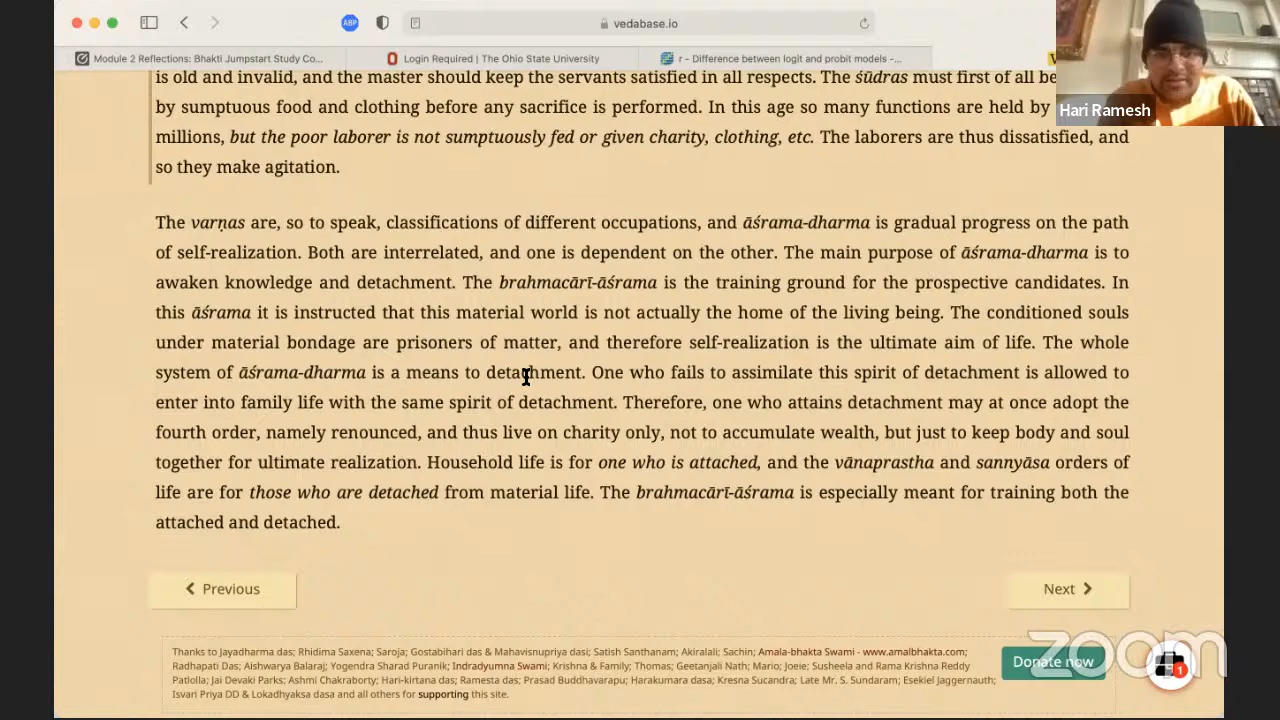 ABP
vedabase.io
Module 2 Reflections: Bhakti Jumpstart Study Co...
Login Required | The Ohio State University
r - Difference between logit and probit models -...
is old and invalid, and the master should keep the servants satisfied in all respects. The śūdras must first of all be
by sumptuous food and clothing before any sacrifice is performed. In this age so many functions are held by
millions, but the poor laborer is not sumptuously fed or given charity, clothing, etc. The laborers are thus dissatisfied, and
so they make agitation.
Hari Ramesh
The varṇas are, so to speak, classifications of different occupations, and āśrama-dharma is gradual progress on the path
of self-realization. Both are interrelated, and one is dependent on the other. The main purpose of āśrama-dharma is to
awaken knowledge and detachment. The brahmacārī-āśrama is the training ground for the prospective candidates. In
this āśrama it is instructed that this material world is not actually the home of the living being. The conditioned souls
under material bondage are prisoners of matter, and therefore self-realization is the ultimate aim of life. The whole
system of āśrama-dharma is a means to detachment. One who fails to assimilate this spirit of detachment is allowed to
enter into family life with the same spirit of detachment. Therefore, one who attains detachment may at once adopt the
fourth order, namely renounced, and thus live on charity only, not to accumulate wealth, but just to keep body and soul
together for ultimate realization. Household life is for one who is attached, and the vānaprastha and sannyāsa orders of
life are for those who are detached from material life. The brahmacārī-āśrama is especially meant for training both the
attached and detached.
Previous
Next
Thanks to Jayadharma das; Rhidima Saxena; Saroja; Gostabihari das & Mahavisnupriya dasi; Satish Santhanam; Akiralali; Sachin; Amala-bhakta Swami - www.amalbhakta.com;
Radhapati Das; Aishwarya Balaraj; Yogendra Sharad Puranik; Indradyumna Swami; Krishna & Family; Thomas; Geetanjali Nath; Mario; Joeie; Susheela and Rama Krishna Reddy
Patlolla; Jai Devaki Parks; Ashmi Chakraborty; Hari-kirtana das; Ramesta das; Prasad Buddhavarapu; Harakumara dasa; Kresna Sucandra; Late Mr. S. Sundaram; Esekiel Jaggernauth;
Isvari Priya DD & Lokadhyaksa dasa and all others for supporting this site.
Donate now
1
zoom